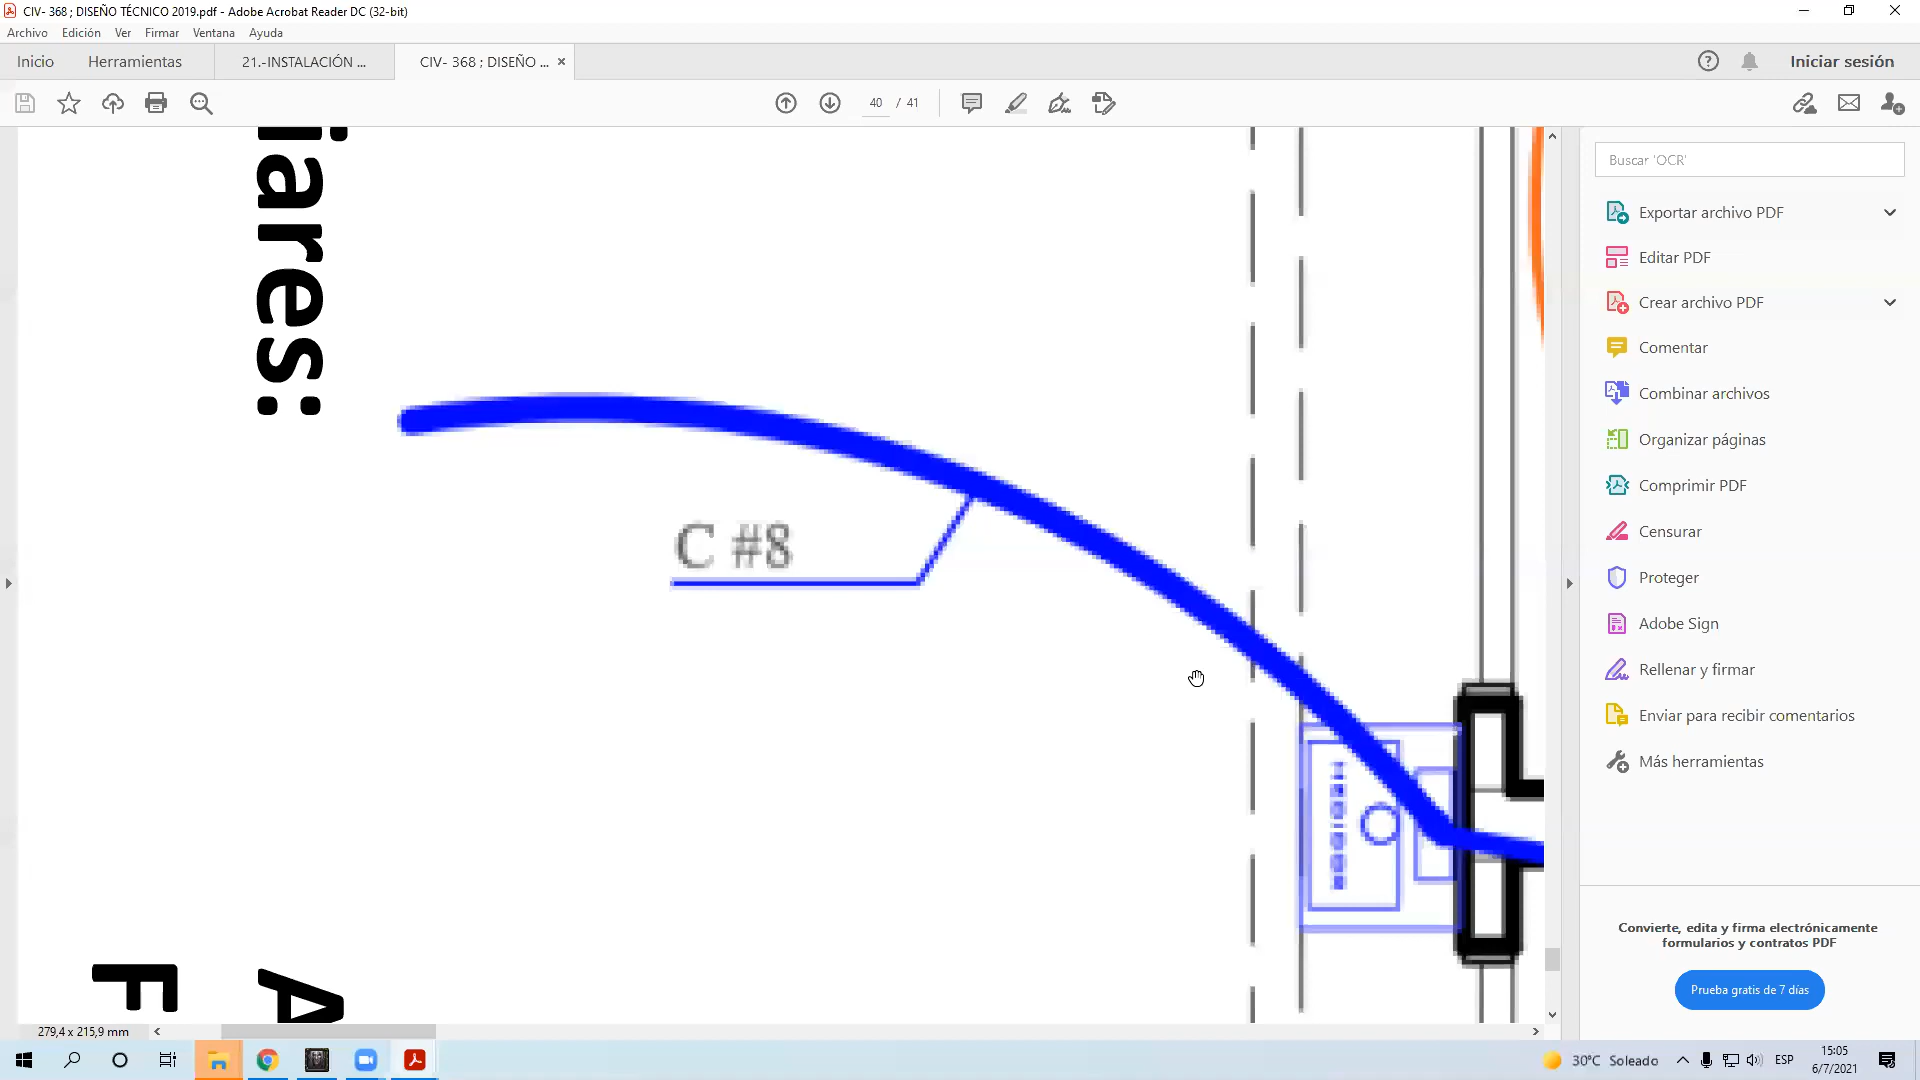 CIV- 368 ; DISEÑO TÉCNICO 2019.pdf - Adobe Acrobat Reader DC (32-bit)
Archivo Edición Ver Firmar Ventana Ayuda
Inicio Herramientas 21.-INSTALACIÓN ... CIV- 368 ; DISEÑO ... Iniciar sesión
40 / 41
iares:
C #8
A
F
279,4 x 215,9 mm
Buscar 'OCR'
Exportar archivo PDF
Editar PDF
Crear archivo PDF
Comentar
Combinar archivos
Organizar páginas
Comprimir PDF
Censurar
Proteger
Adobe Sign
Rellenar y firmar
Enviar para recibir comentarios
Más herramientas
Convierte, edita y firma electrónicamente
formularios y contratos PDF
Prueba gratis de 7 días
30°C Soleado
ESP
15:05
6/7/2021